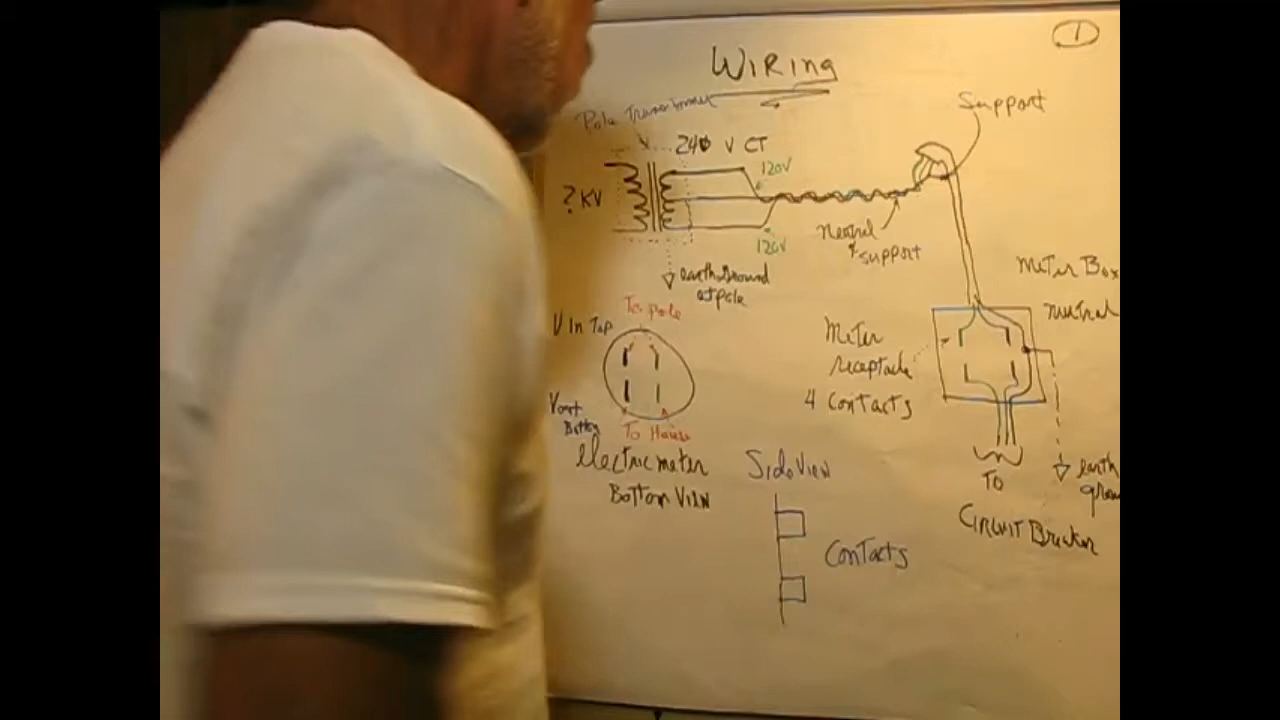 1
Wiring
Pole Transformer
Support
240 V CT
120V
? KV
120V
Neutral
& support
earth ground
at pole
Meter Box
neutral
To pole
V In Top
Meter
receptacle
4 Contacts
Vout
Bottom
To House
Electric meter
Bottom View
Side View
Contacts
To
Circuit Breaker
earth